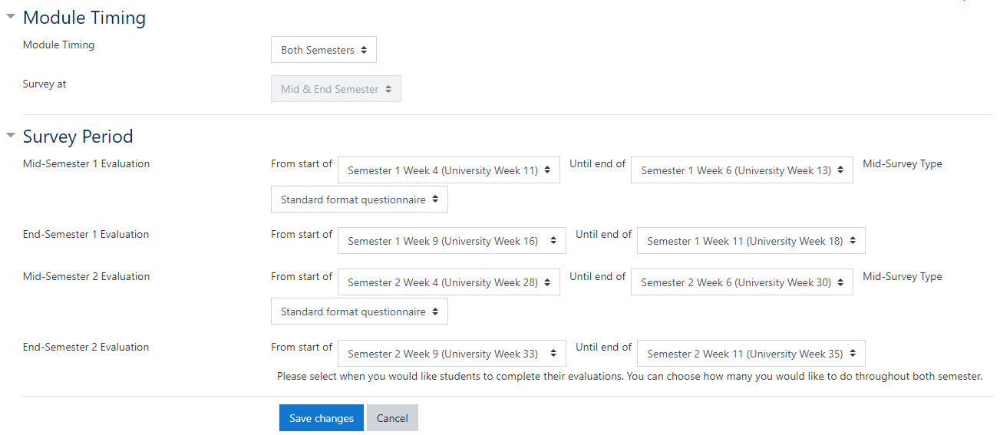 Module Timing
Module Timing Both Semesters
Survey at Mid & End Semester
Survey Period
Mid-Semester 1 Evaluation From start of Semester 1 Week 4 (University Week 11) Until end of Semester 1 Week 6 (University Week 13) Mid-Survey Type
Standard format questionnaire
End-Semester 1 Evaluation From start of Semester 1 Week 9 (University Week 16) Until end of Semester 1 Week 11 (University Week 18)
Mid-Semester 2 Evaluation From start of Semester 2 Week 4 (University Week 28) Until end of Semester 2 Week 6 (University Week 30) Mid-Survey Type
Standard format questionnaire
End-Semester 2 Evaluation From start of Semester 2 Week 9 (University Week 33) Until end of Semester 2 Week 11 (University Week 35)
Please select when you would like students to complete their evaluations. You can choose how many you would like to do throughout both semester.
Save changes Cancel